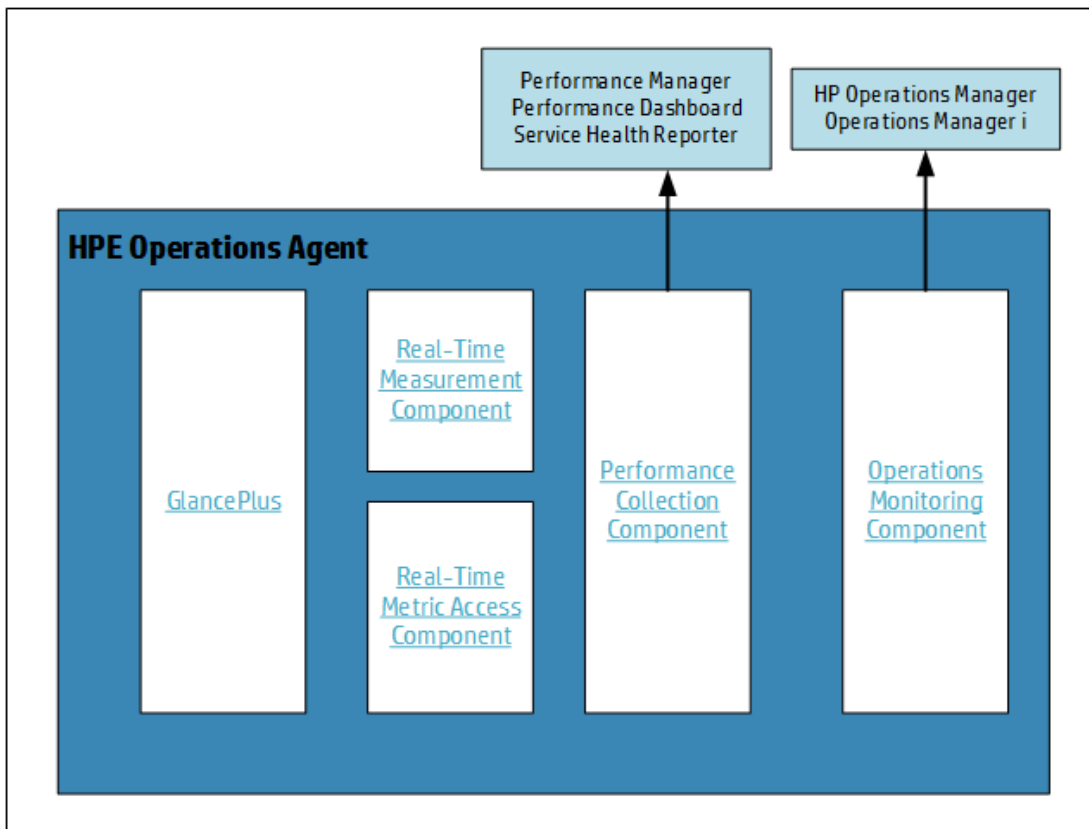 Performance Manager
Performance Dashboard
Service Health Reporter
HP Operations Manager
Operations Manager i
HPE Operations Agent
GlancePlus
Real-Time
Measurement
Component
Real-Time
Metric Access
Component
Performance
Collection
Component
Operations
Monitoring
Component